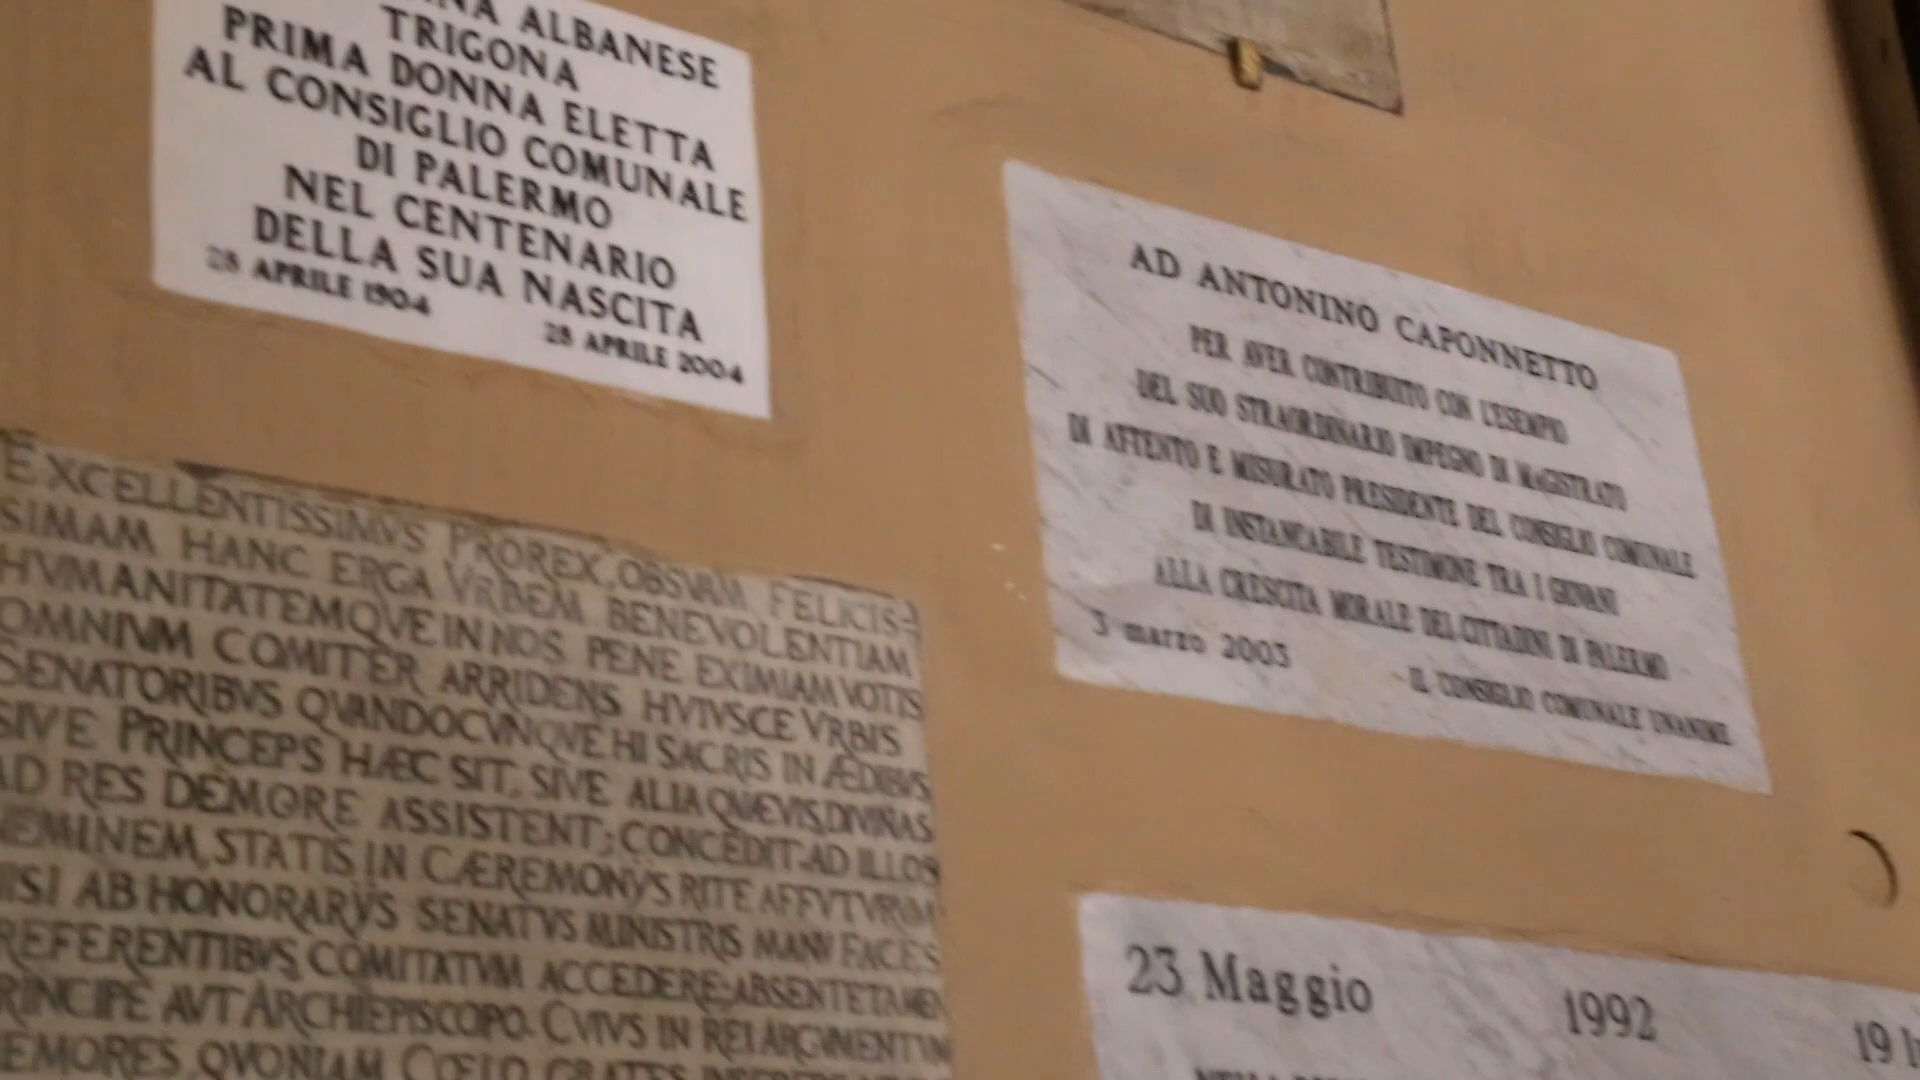 ALBANESE
TRIGONA
PRIMA DONNA ELETTA
AL CONSIGLIO COMUNALE
DI PALERMO
NEL CENTENARIO
DELLA SUA NASCITA
28 APRILE 1904 28 APRILE 2004
AD ANTONINO CAPONNETTO
PER AVER CONTRIBUITO CON L'ESEMPIO
DEL SUO STRAORDINARIO IMPEGNO DI MAGISTRATO
DI ATTENTO E MISURATO PRESIDENTE DEL CONSIGLIO COMUNALE
DI INSTANCABILE TESTIMONE TRA I GIOVANI
ALLA CRESCITA MORALE DEI CITTADINI DI PALERMO
3 marzo 2003 IL CONSIGLIO COMUNALE UNANIME
EXCELLENTISSIMVS PROREX OBSVAM FELICIS-
SIMAM HANC ERGA VRBEM BENEVOLENTIAM
HVMANITATEMQVE IN NOS PENE EXIMIAM VOTIS
OMNIVM COMITER ARRIDENS HVIVSCE VRBIS
SENATORIBVS QVANDOCVNQVE HI SACRIS IN ÆDIBVS
SIVE PRINCEPS HÆC SIT, SIVE ALIA QVÆVIS, DIVINAS
AD RES DEMORE ASSISTENT; CONCEDIT AD ILLOS
NEMINEM, STATIS IN CÆREMONYS RITE AFFVTVRVM
NISI AB HONORARYS SENATVS MINISTRIS MANV FACES
REFERENTIBVS, COMITATVM ACCEDERE: ABSENTE TAMEN
PRINCIPE AVT ARCHIEPISCOPO. CVIVS IN REI ARGVMENTVM
MEMORES QVONIAM COELO GRATES
23 Maggio 1992 19